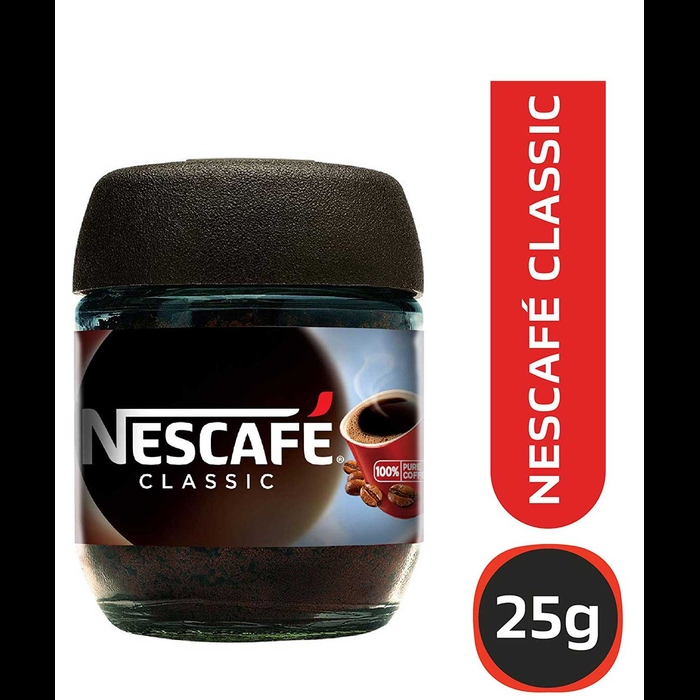 NESCAFÉ®
CLASSIC
100% PURE COFFEE
NESCAFÉ CLASSIC
25g